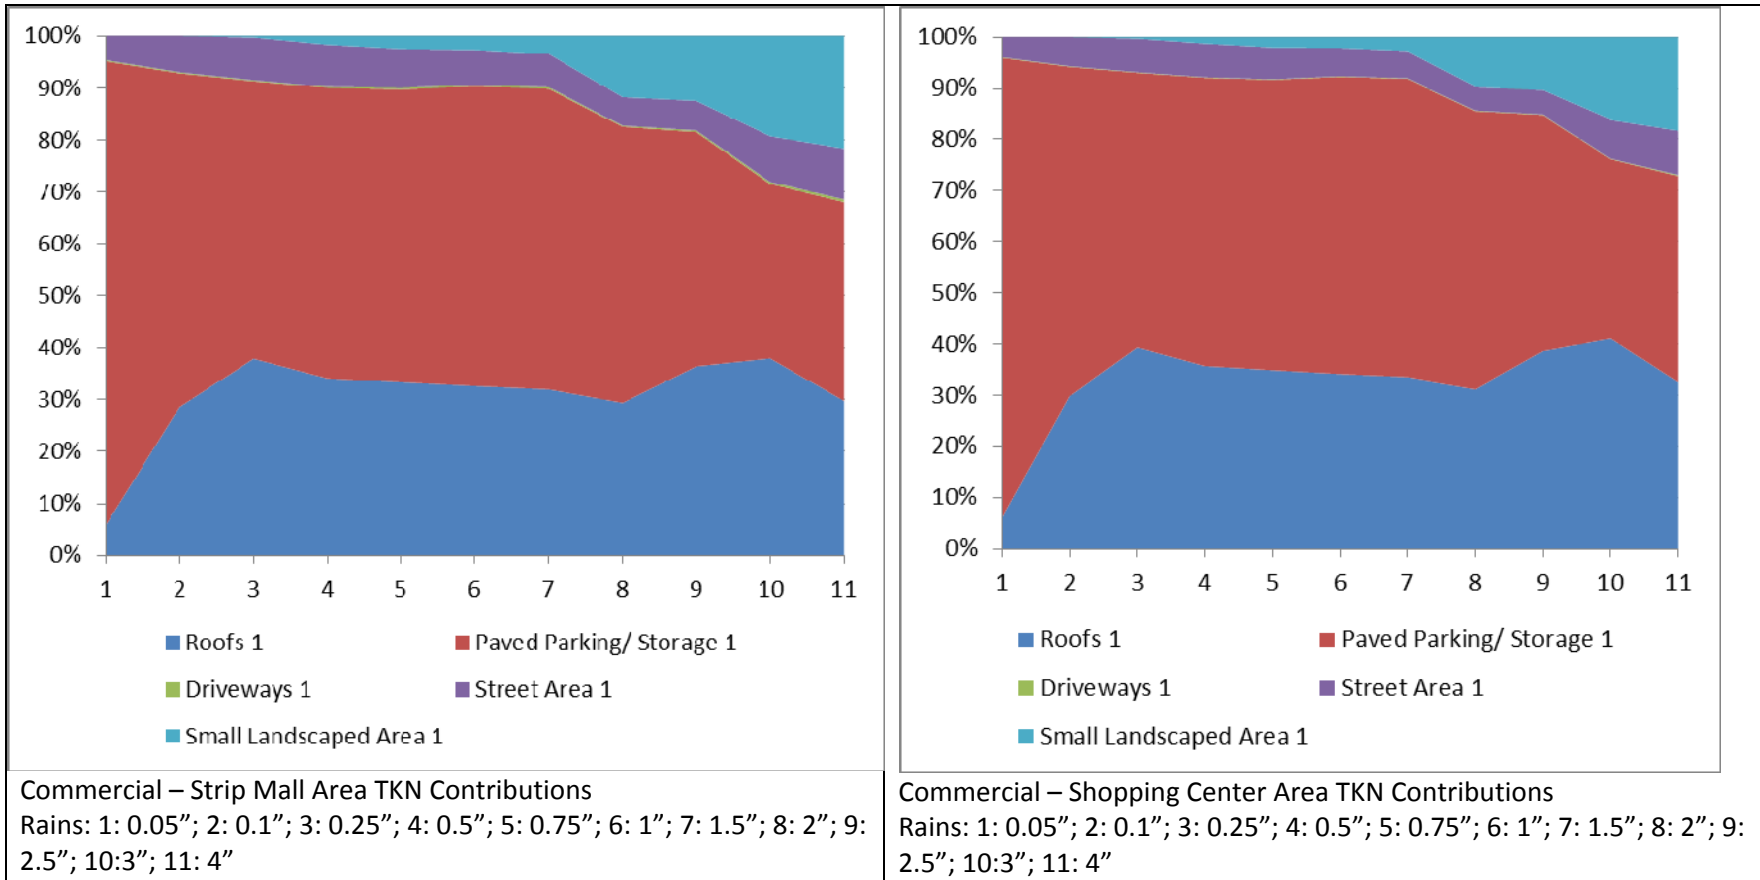 100%
90%
80%
70%
60%
50%
40%
30%
20%
10%
0%
1 2 3 4 5 6 7 8 9 10 11
Roofs 1 Paved Parking/ Storage 1
Driveways 1 Street Area 1
Small Landscaped Area 1
Commercial – Strip Mall Area TKN Contributions
Rains: 1: 0.05”; 2: 0.1”; 3: 0.25”; 4: 0.5”; 5: 0.75”; 6: 1”; 7: 1.5”; 8: 2”; 9:
2.5”; 10:3”; 11: 4”
100%
90%
80%
70%
60%
50%
40%
30%
20%
10%
0%
1 2 3 4 5 6 7 8 9 10 11
Roofs 1 Paved Parking/ Storage 1
Driveways 1 Street Area 1
Small Landscaped Area 1
Commercial – Shopping Center Area TKN Contributions
Rains: 1: 0.05”; 2: 0.1”; 3: 0.25”; 4: 0.5”; 5: 0.75”; 6: 1”; 7: 1.5”; 8: 2”; 9:
2.5”; 10:3”; 11: 4”